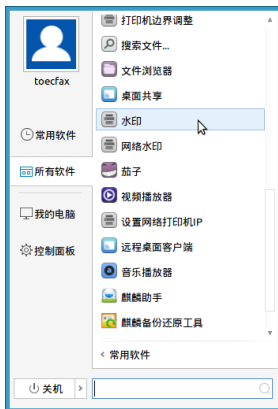 toecfax
常用软件
所有软件
我的电脑
控制面板
关机
打印机边界调整
搜索文件...
文件浏览器
桌面共享
水印
网络水印
茄子
视频播放器
设置网络打印机IP
远程桌面客户端
音乐播放器
麒麟助手
麒麟备份还原工具
常用软件